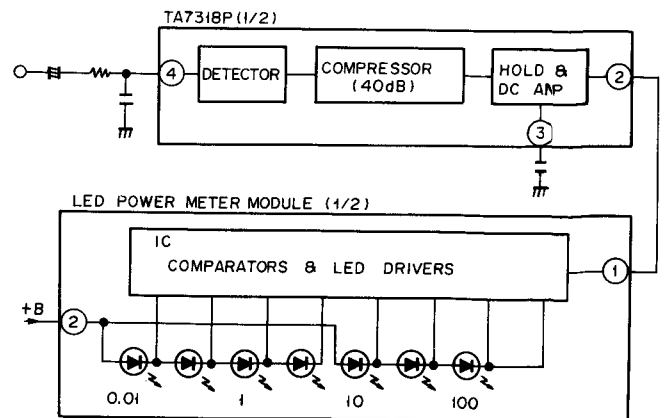 TA7318P (1/2)
4
DETECTOR
COMPRESSOR
(40dB)
HOLD &
DC AMP
2
3
LED POWER METER MODULE (1/2)
IC
COMPARATORS & LED DRIVERS
1
+B
2
0.01
1
10
100